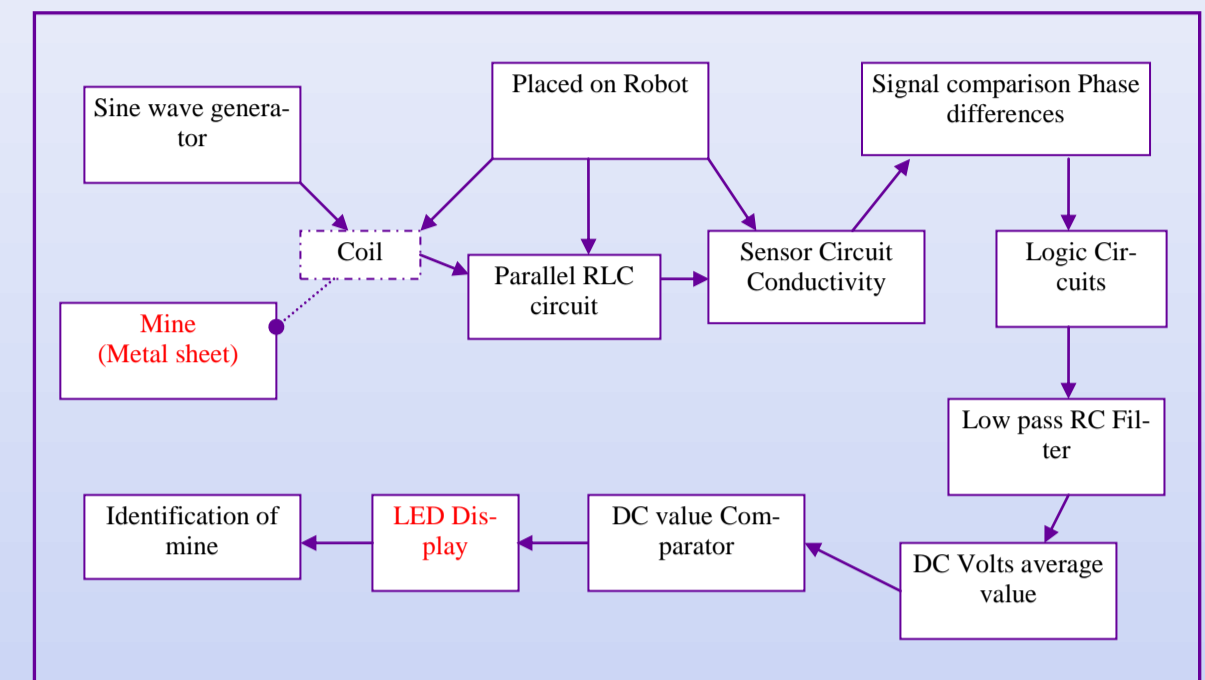 Sine wave genera-
tor
Placed on Robot
Signal comparison Phase
differences
Coil
Parallel RLC
circuit
Sensor Circuit
Conductivity
Logic Cir-
cuits
Mine
(Metal sheet)
Low pass RC Fil-
ter
Identification of
mine
LED Dis-
play
DC value Com-
parator
DC Volts average
value